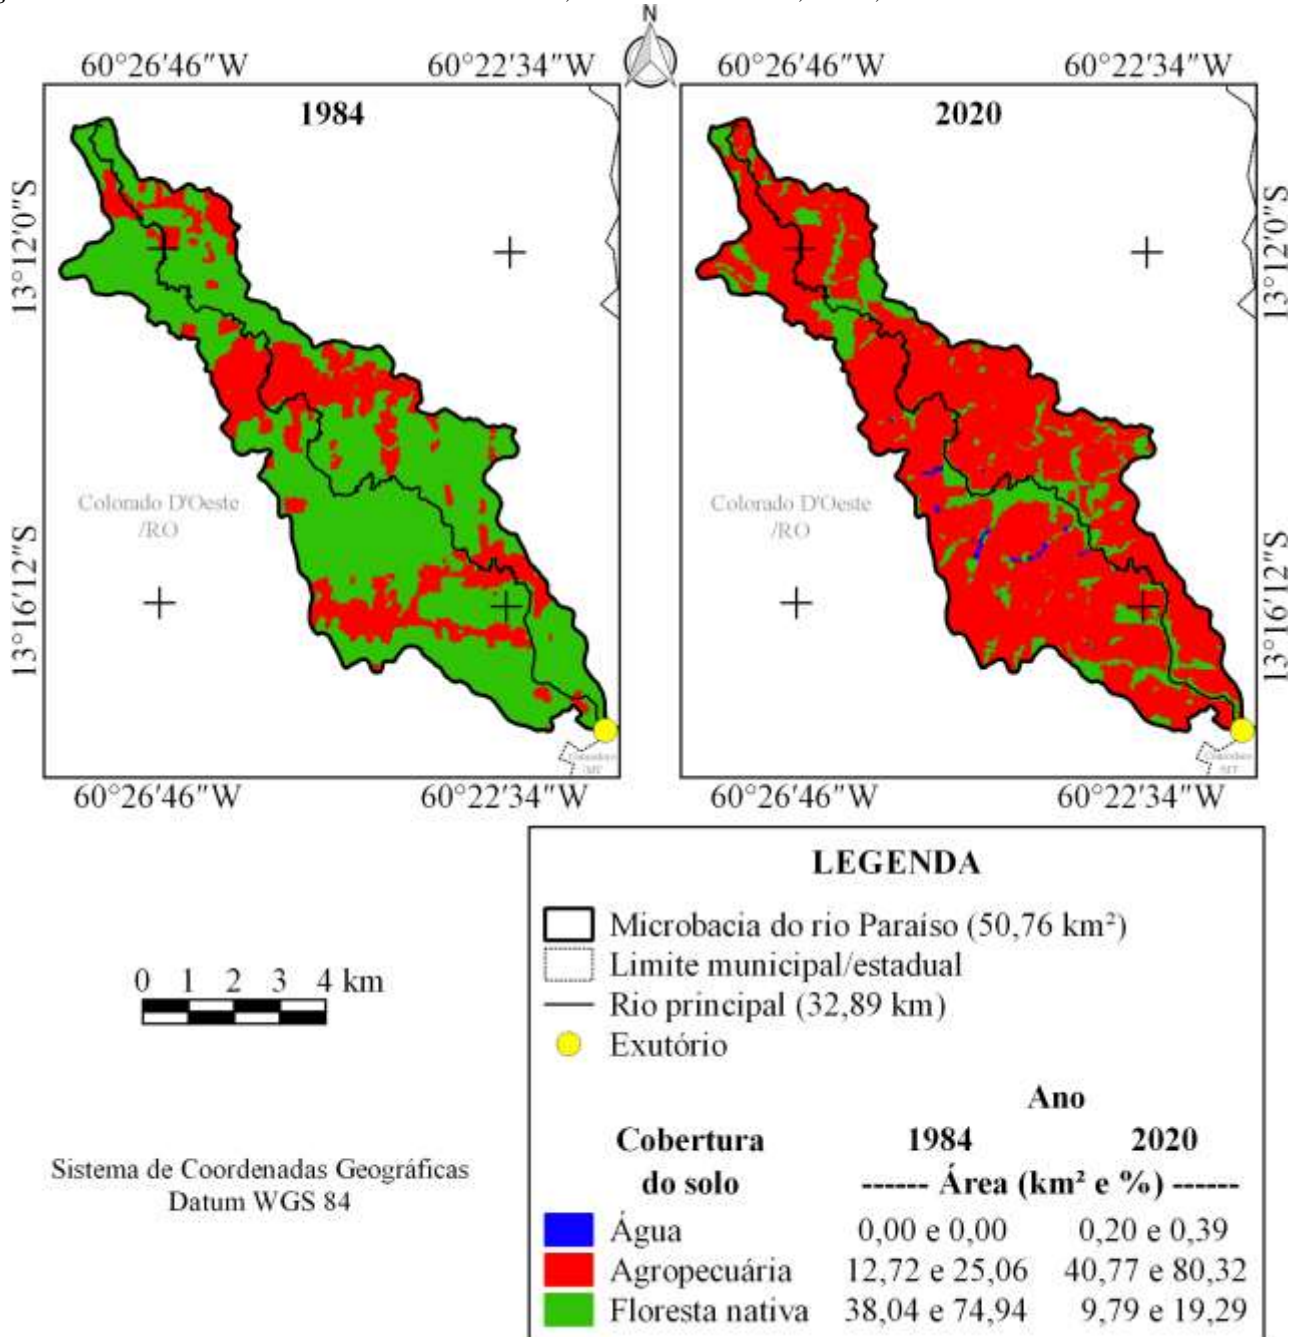 N
60°26'46"W 60°22'34"W 60°26'46"W 60°22'34"W
1984 2020
13°12'0"S 13°12'0"S
Colorado D'Oeste
/RO
Colorado D'Oeste
/RO
13°16'12"S 13°16'12"S
/MT
/MT
60°26'46"W 60°22'34"W 60°26'46"W 60°22'34"W
LEGENDA
Microbacia do rio Paraíso (50,76 km²)
Limite municipal/estadual
Rio principal (32,89 km)
Exutório
0 1 2 3 4 km
Sistema de Coordenadas Geográficas
Datum WGS 84
Ano
Cobertura 1984 2020
do solo ------ Área (km² e %) ------
Água 0,00 e 0,00 0,20 e 0,39
Agropecuária 12,72 e 25,06 40,77 e 80,32
Floresta nativa 38,04 e 74,94 9,79 e 19,29